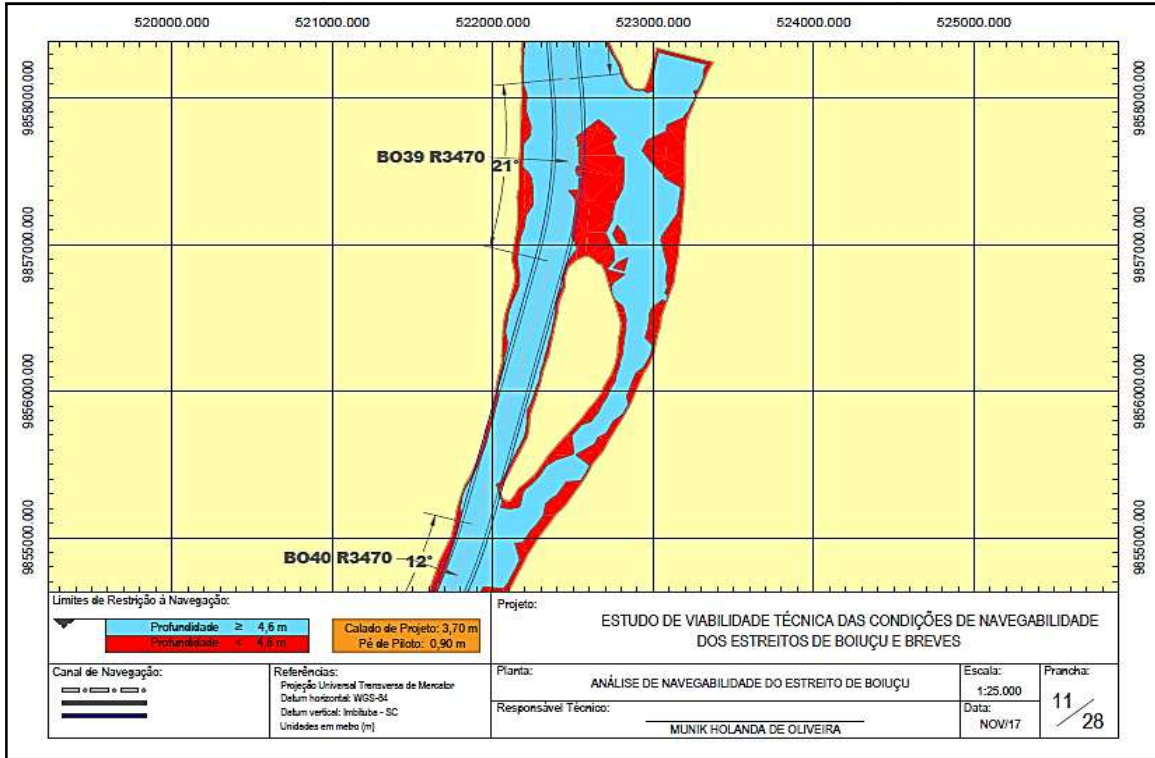 520000.000 521000.000 522000.000 523000.000 524000.000 525000.000
9858000.000 9858000.000
BO39 R3470
21°
9857000.000 9857000.000
9856000.000 9856000.000
9855000.000 9855000.000
BO40 R3470
12°
Limites de Restrição à Navegação:
Profundidade ≥ 4,6 m
Profundidade < 4,6 m
Calado de Projeto: 3,70 m
Pé de Piloto: 0,90 m
Projeto:
ESTUDO DE VIABILIDADE TÉCNICA DAS CONDIÇÕES DE NAVEGABILIDADE
DOS ESTREITOS DE BOIUÇU E BREVES
Canal de Navegação:
Referências:
Projeção Universal Transversa de Mercator
Datum horizontal: WGS-84
Datum vertical: Imbituba - SC
Unidades em metro (m)
Planta:
ANÁLISE DE NAVEGABILIDADE DO ESTREITO DE BOIUÇU
Responsável Técnico:
MUNIK HOLANDA DE OLIVEIRA
Escala:
1:25.000
Data:
NOV/17
Prancha:
11/28